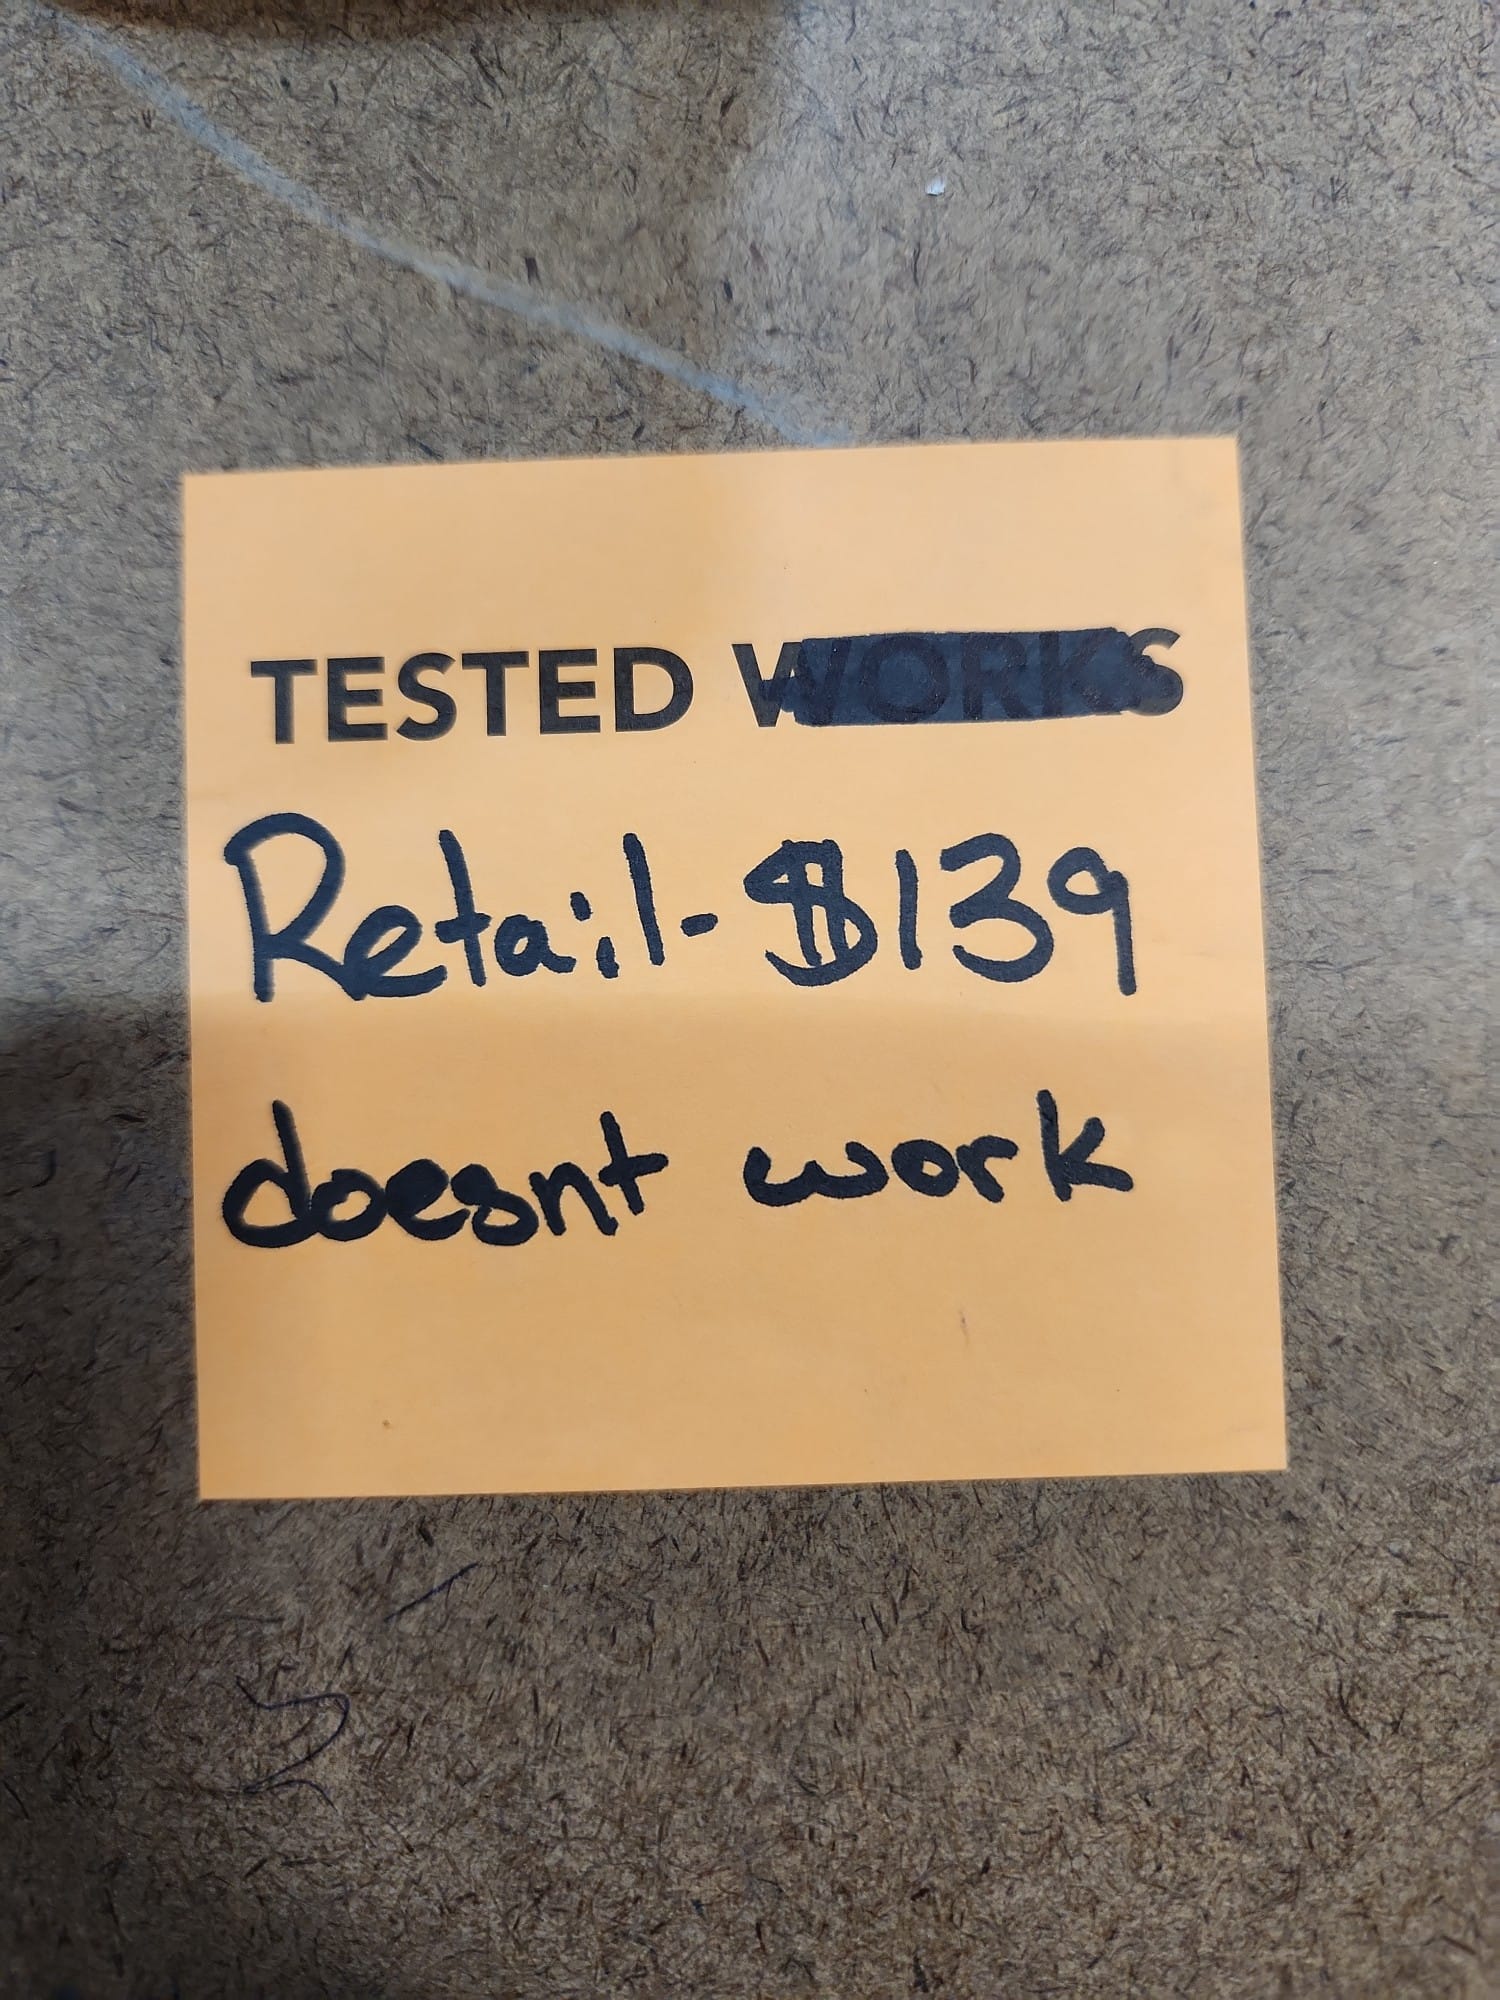 TESTED WORKS
Retail - $139
doesnt work